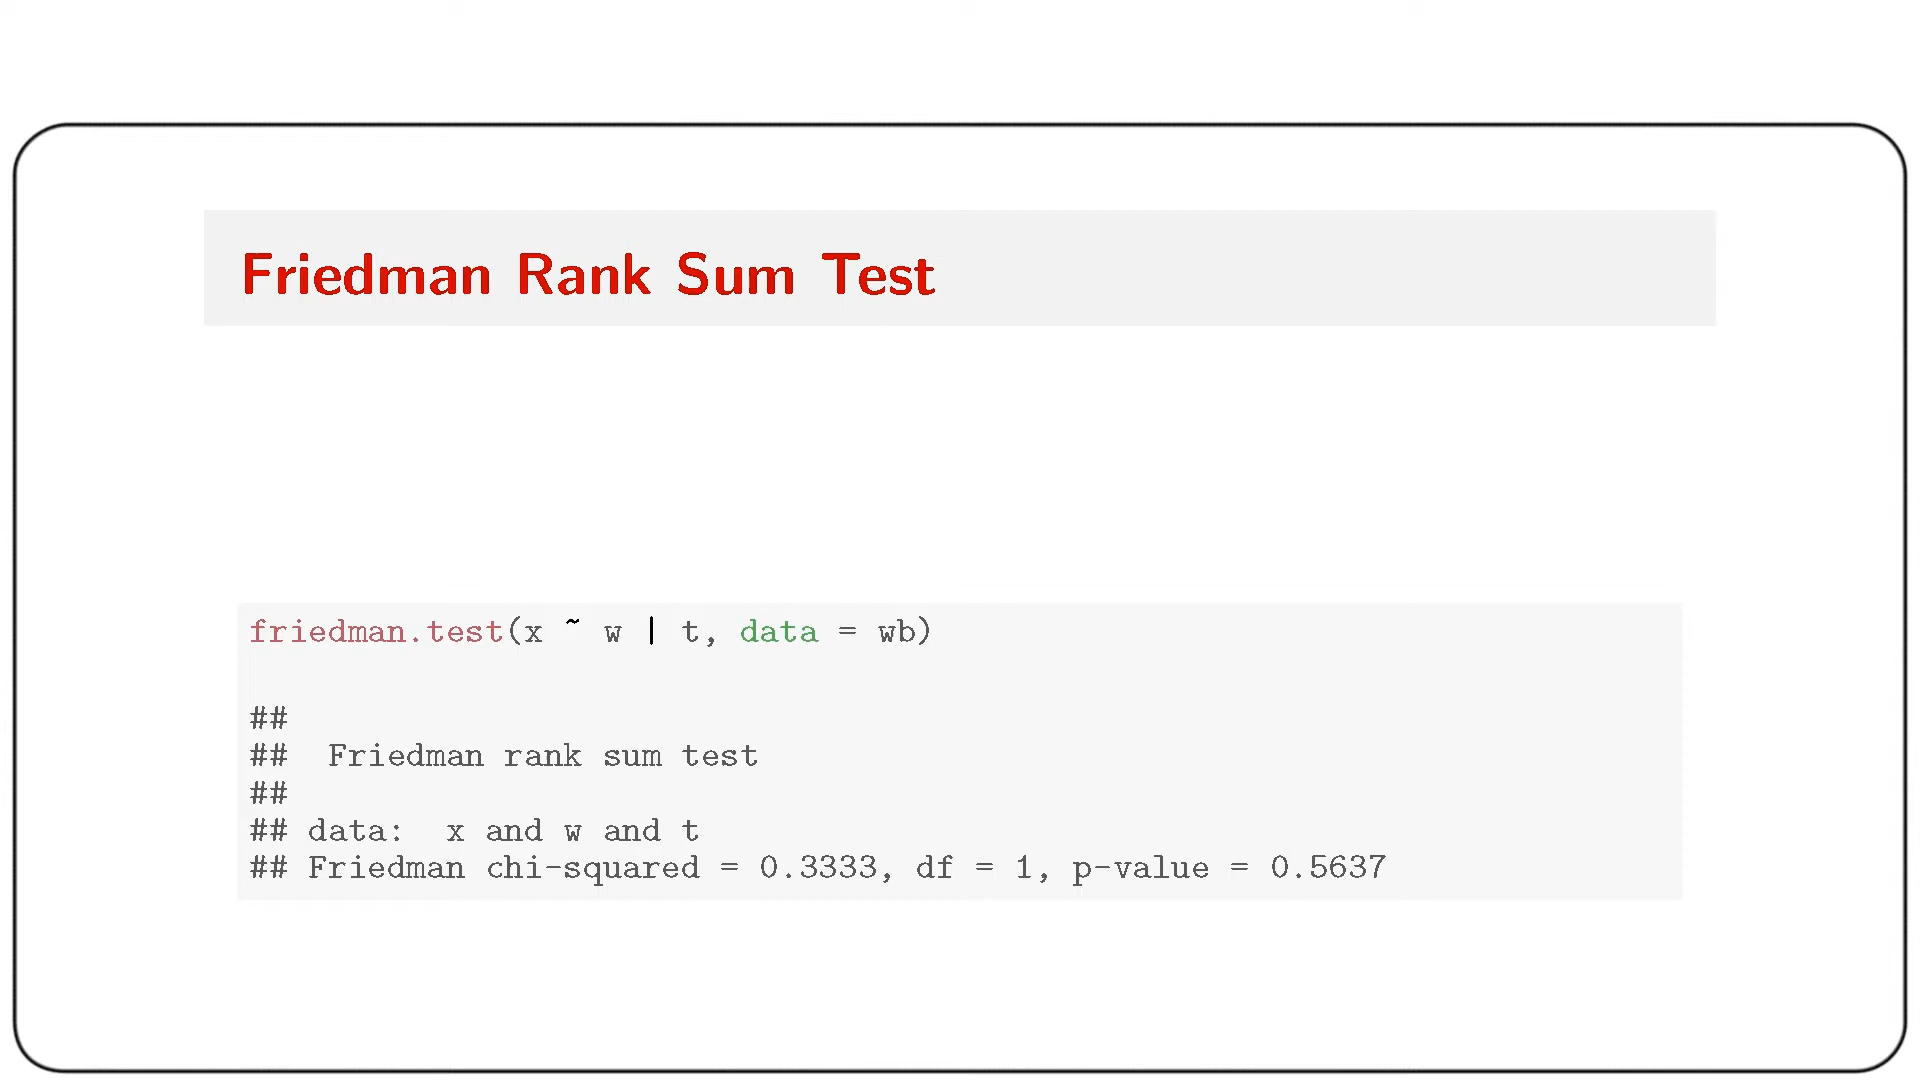 Friedman Rank Sum Test
friedman.test(x ~ w | t, data = wb)
##
##  Friedman rank sum test
##
## data:  x and w and t
## Friedman chi-squared = 0.3333, df = 1, p-value = 0.5637